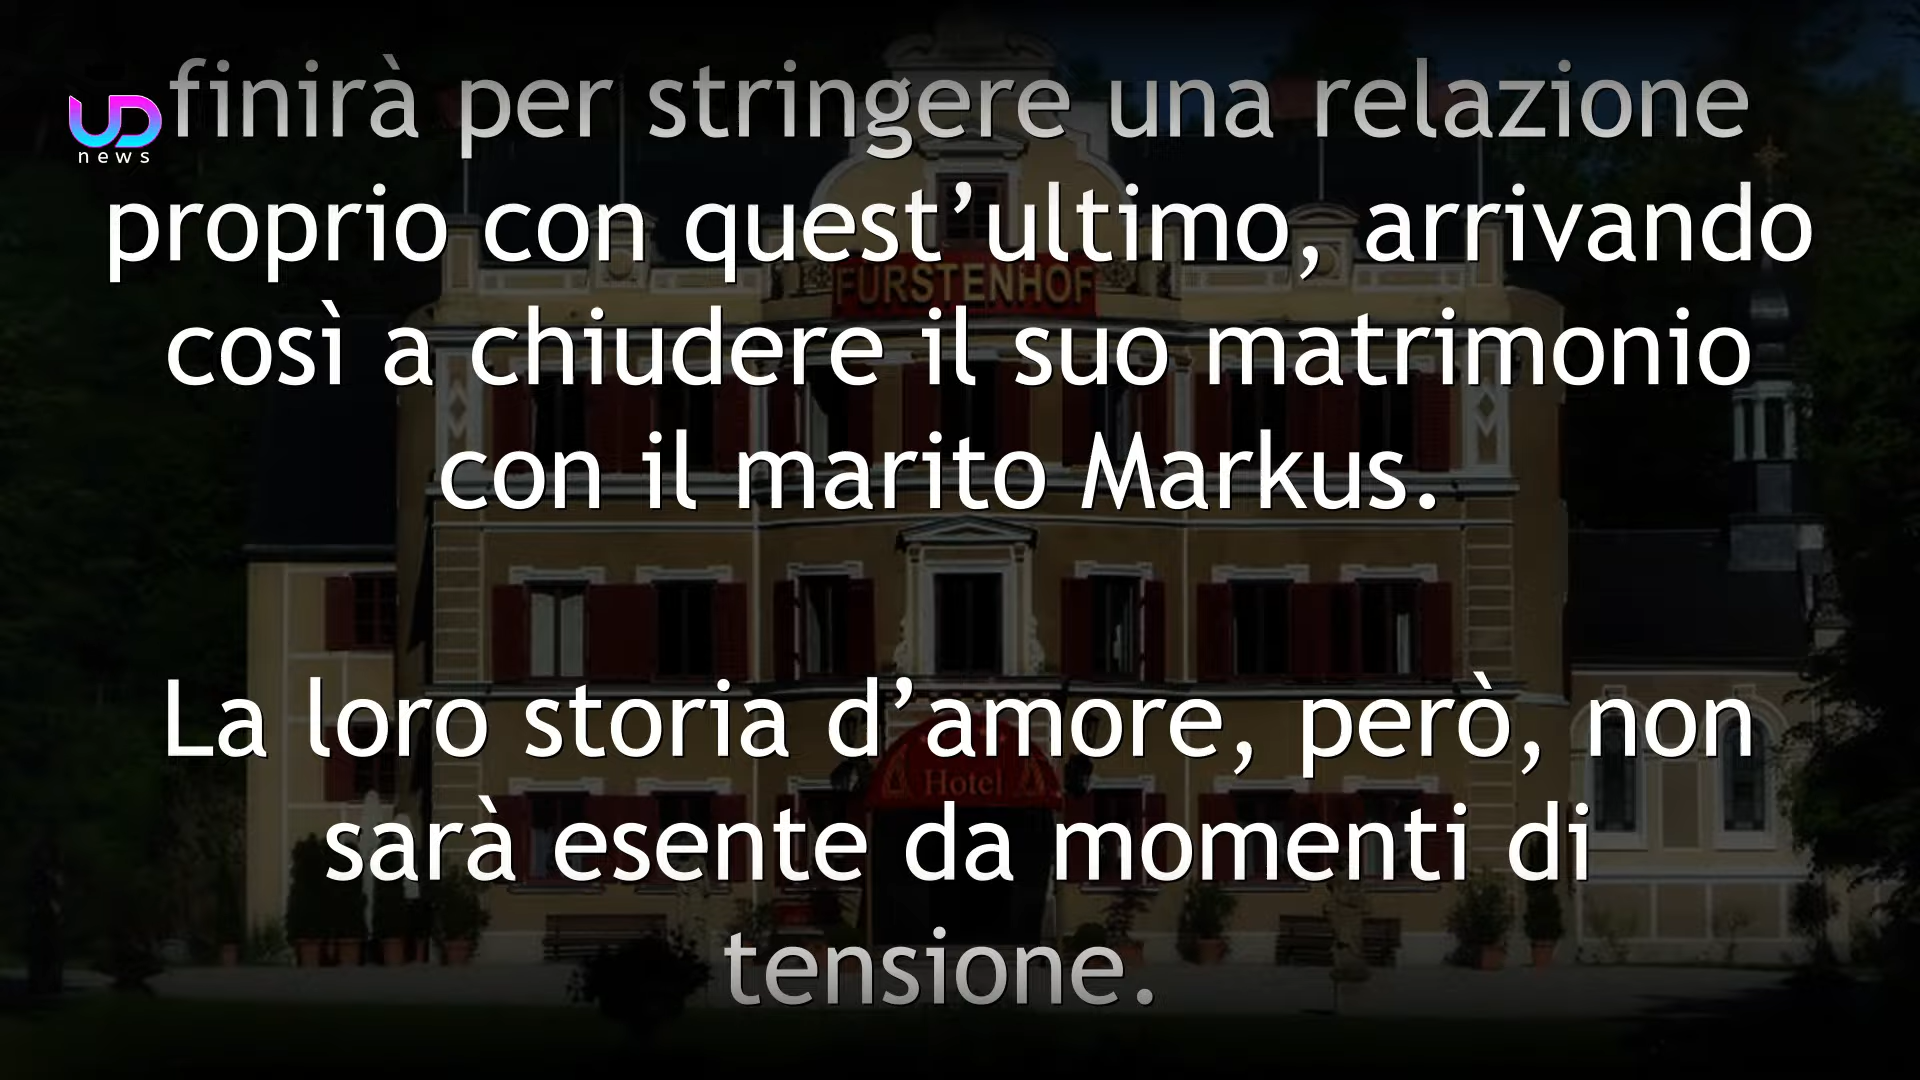 UD
news
finirà per stringere una relazione
proprio con quest’ultimo, arrivando
così a chiudere il suo matrimonio
con il marito Markus.
La loro storia d’amore, però, non
sarà esente da momenti di
tensione.
FÜRSTENHOF
Hotel